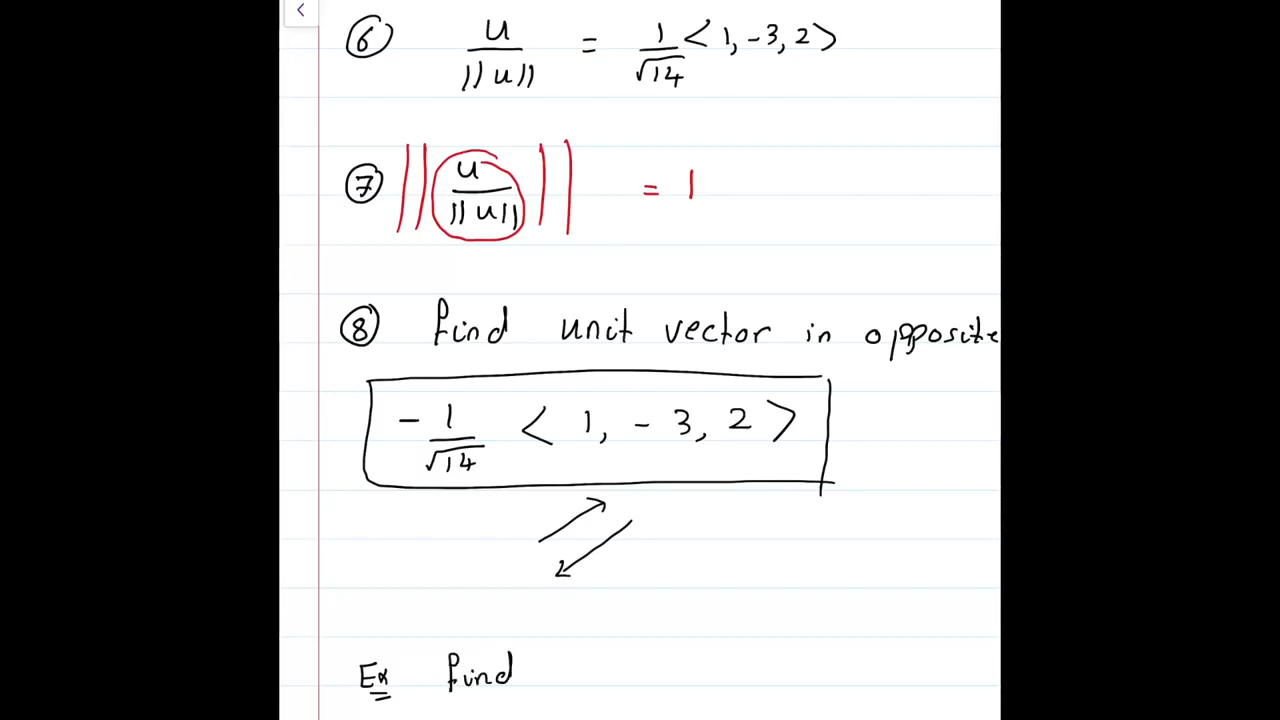 ⑥ u / ||u|| = 1/√14 < 1, -3, 2 >
⑦ || u / ||u|| || = 1
⑧ find unit vector in opposite
- 1/√14 < 1, -3, 2 >
Ex find